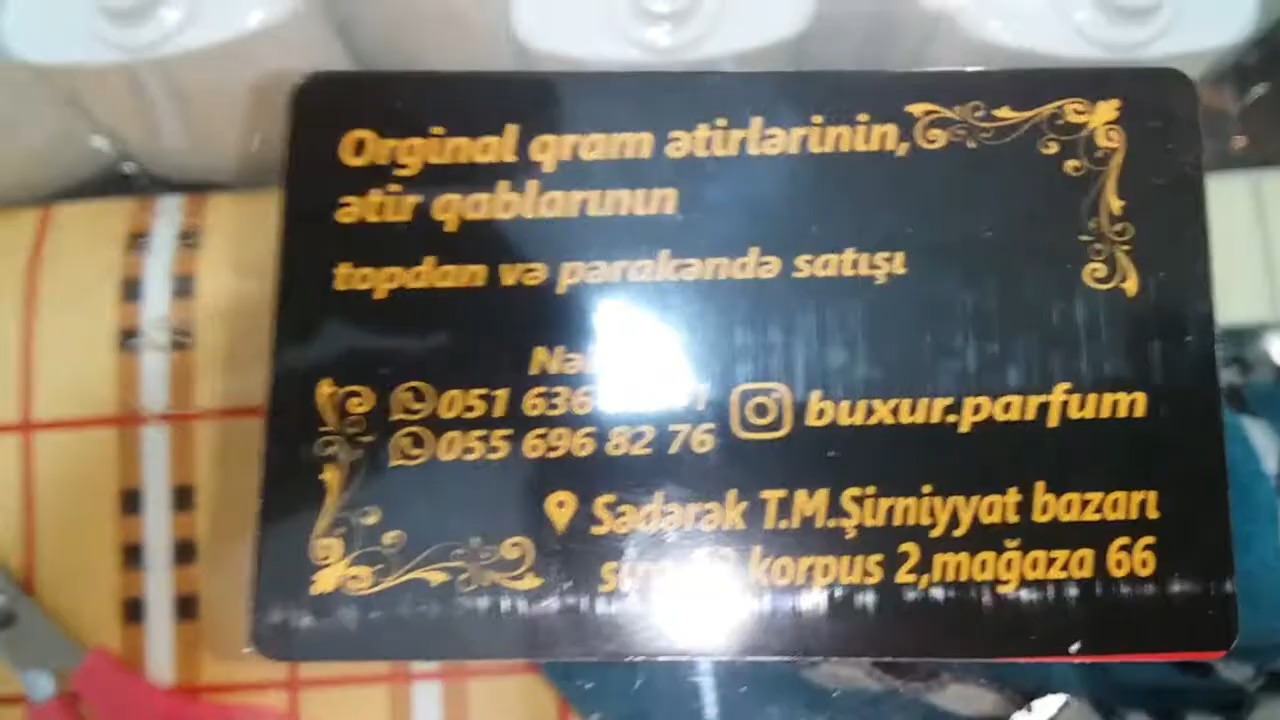 Orginal qram ətirlərinin,
ətir qablarının
topdan və parakəndə satışı
051 636
055 696 82 76
buxur.parfum
Sədərək T.M.Şirniyyat bazarı
korpus 2,mağaza 66